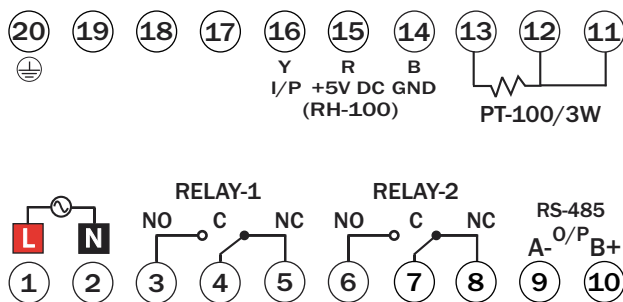 20 19 18 17 16 15 14 13 12 11
Y R B
I/P +5V DC GND
(RH-100)
PT-100/3W
RELAY-1 RELAY-2
NO C NC NO C NC
RS-485
O/P
A- B+
L N
1 2 3 4 5 6 7 8 9 10